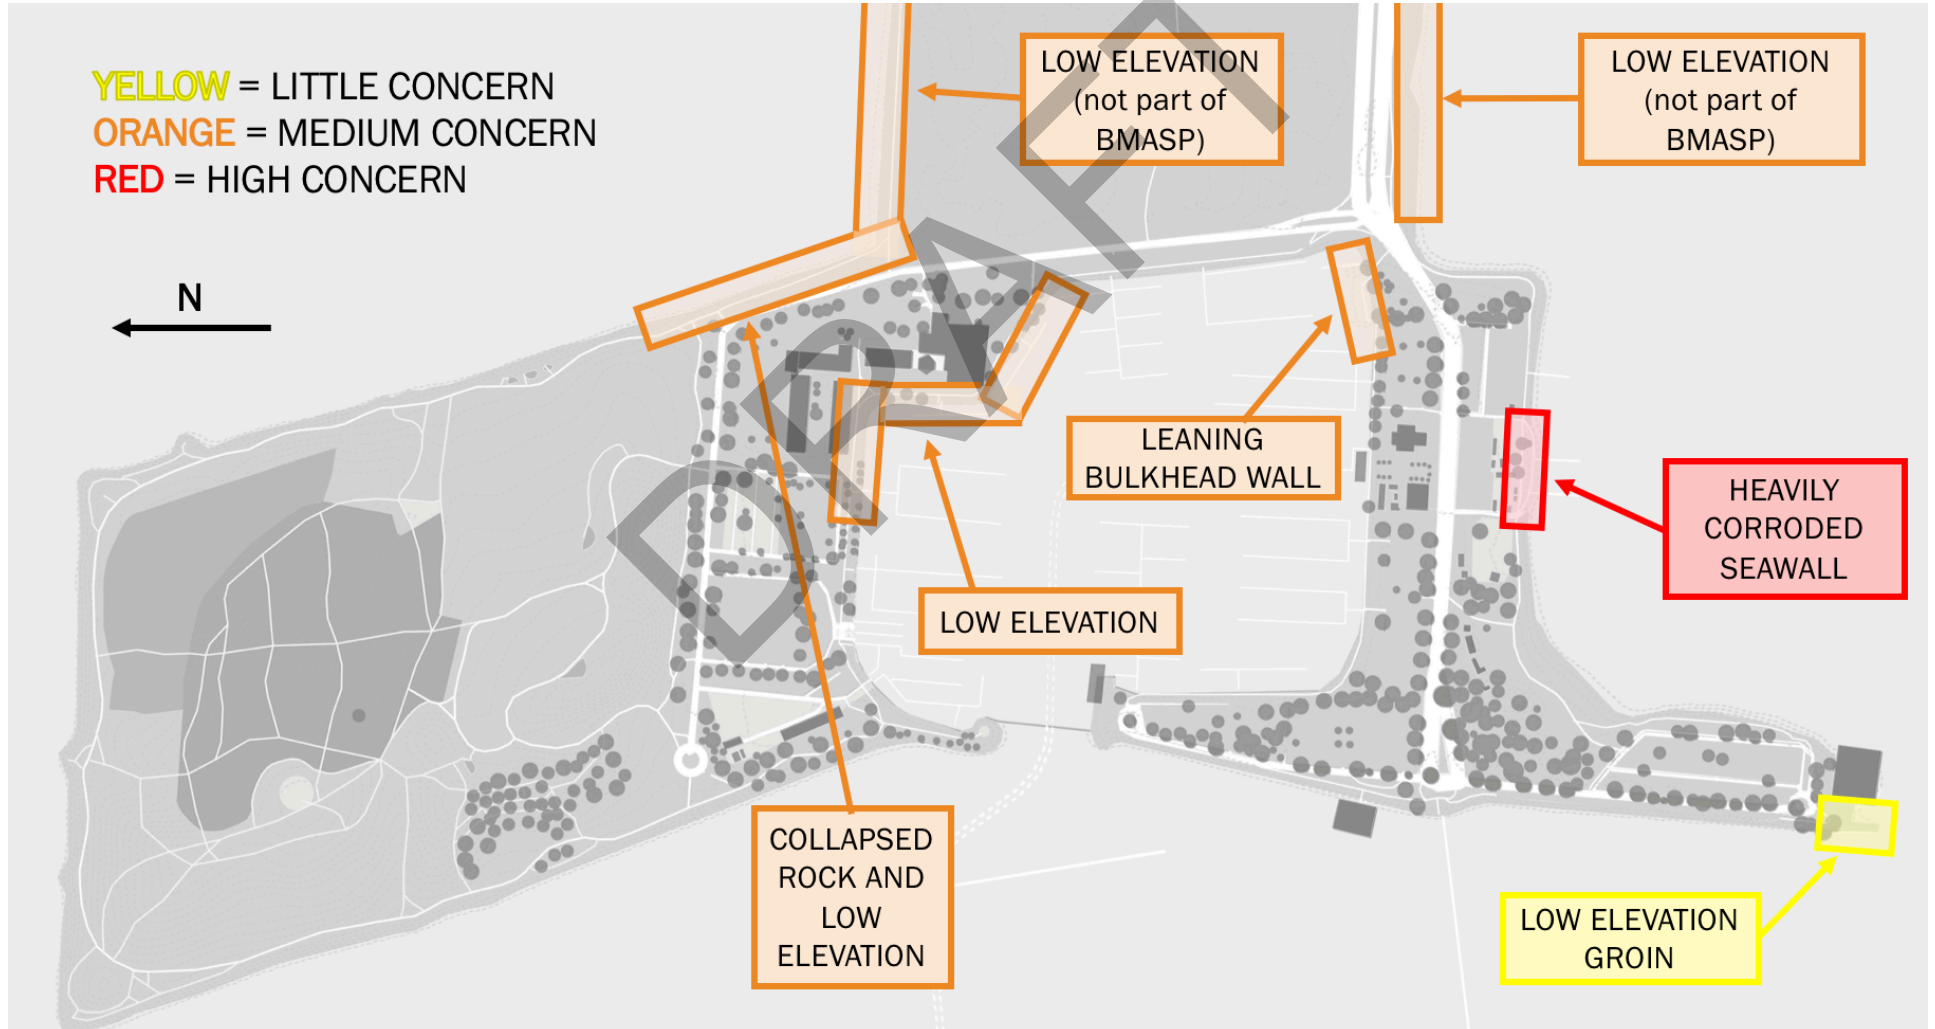 YELLOW = LITTLE CONCERN
ORANGE = MEDIUM CONCERN
RED = HIGH CONCERN
N
LOW ELEVATION
(not part of
BMASP)
LOW ELEVATION
(not part of
BMASP)
LEANING
BULKHEAD WALL
HEAVILY
CORRODED
SEAWALL
LOW ELEVATION
COLLAPSED
ROCK AND
LOW
ELEVATION
LOW ELEVATION
GROIN
DRAFT